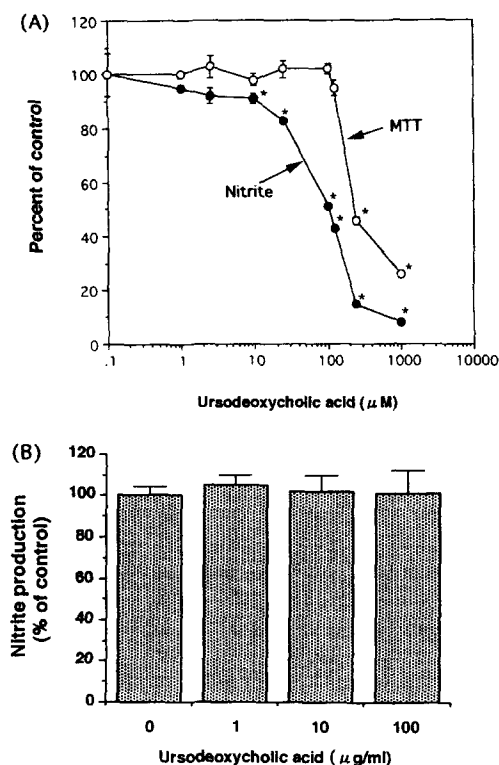 (A)
120
100
80
60
40
20
0
Percent of control
MTT
Nitrite
* * * * * *
* *
.1 1 10 100 1000 10000
Ursodeoxycholic acid ( μ M)
(B)
120
100
80
60
40
20
0
Nitrite production
(% of control)
0 1 10 100
Ursodeoxycholic acid ( μ g/ml)